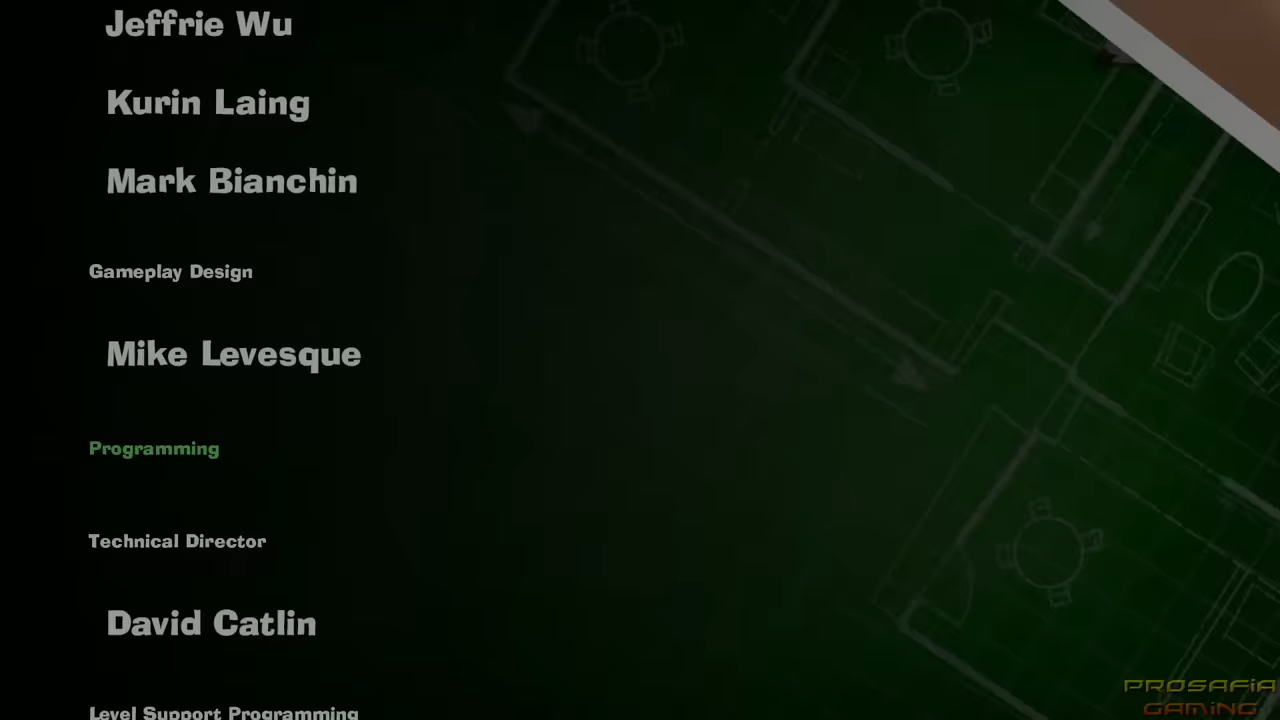 Jeffrie Wu
Kurin Laing
Mark Bianchin
Gameplay Design
Mike Levesque
Programming
Technical Director
David Catlin
Level Support Programming
PROSAFiA
GAMiNG